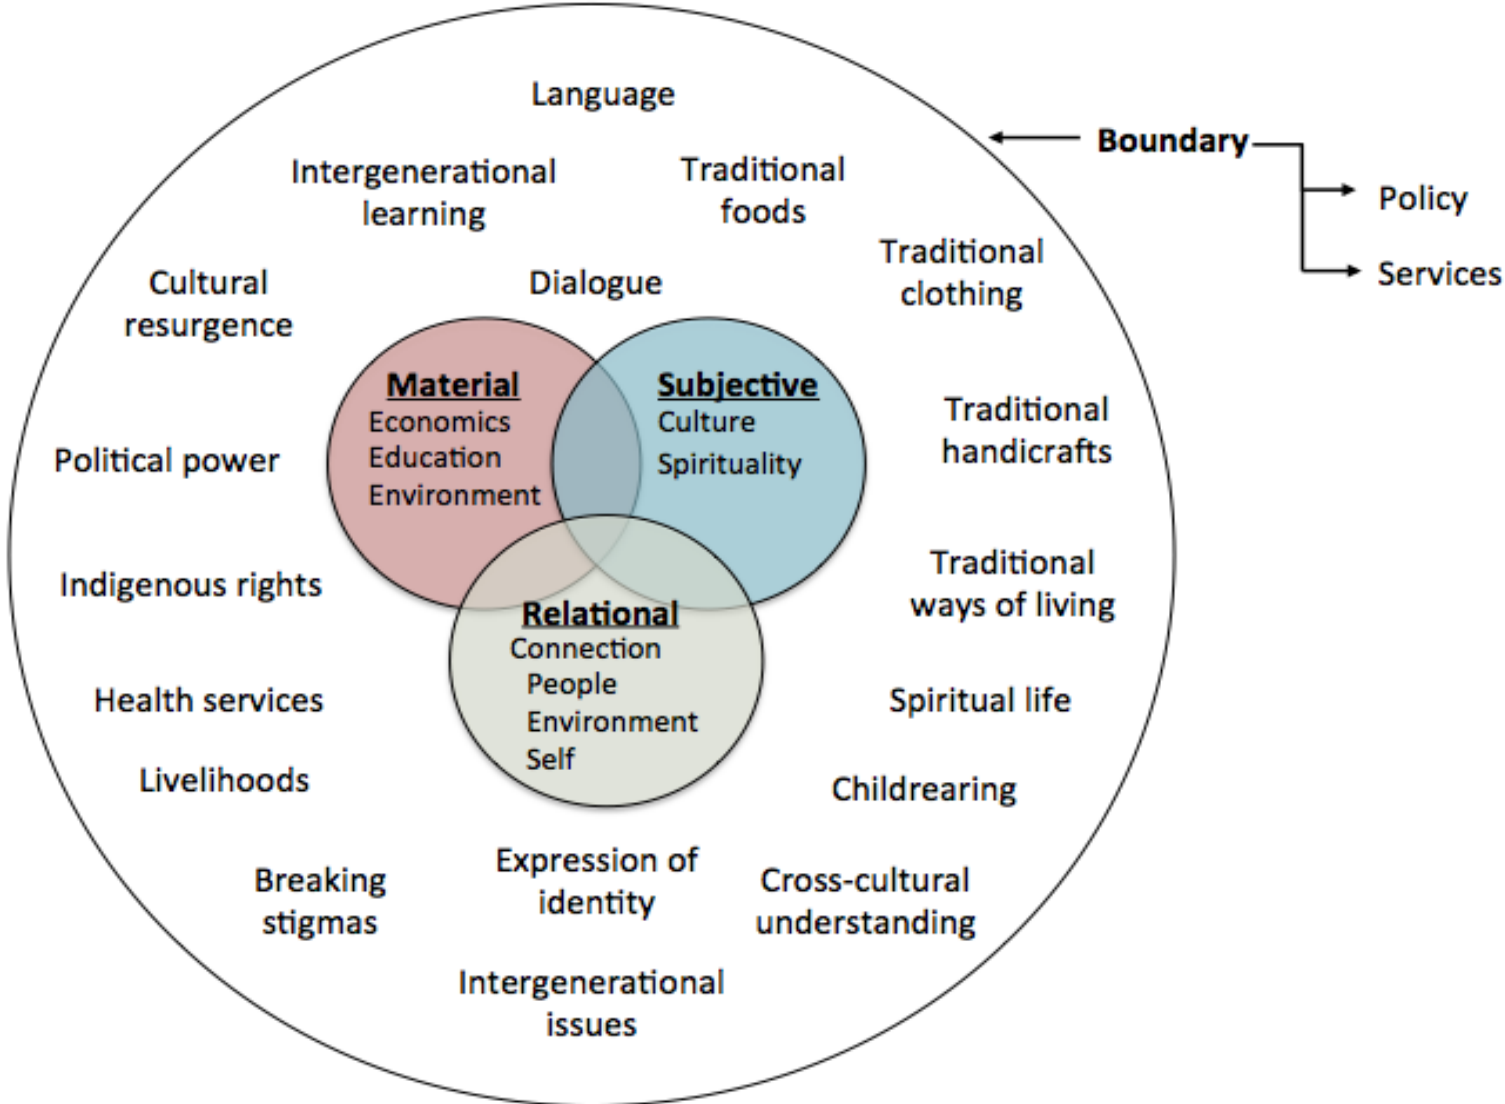 Language
Boundary
Intergenerational
learning
Traditional
foods
Policy
Services
Traditional
clothing
Cultural
resurgence
Dialogue
Material
Economics
Education
Environment
Subjective
Culture
Spirituality
Traditional
handicrafts
Political power
Indigenous rights
Traditional
ways of living
Relational
Connection
People
Environment
Self
Health services
Spiritual life
Livelihoods
Childrearing
Breaking
stigmas
Expression of
identity
Cross-cultural
understanding
Intergenerational
issues